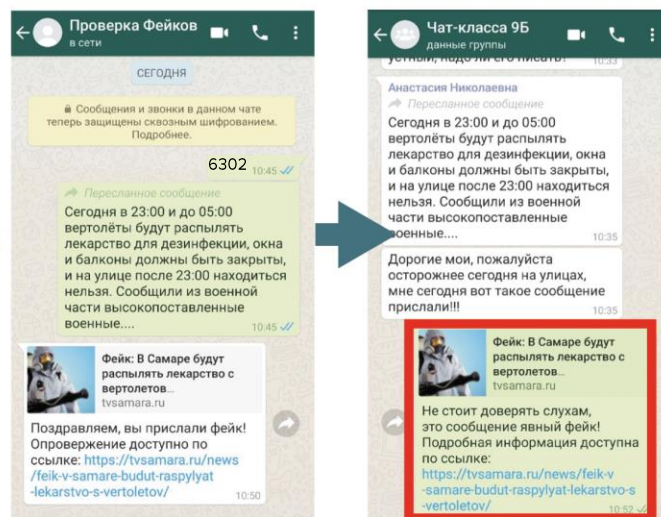 Проверка Фейков
в сети
СЕГОДНЯ
Сообщения и звонки в данном чате
теперь защищены сквозным шифрованием.
Подробнее.
6302 10:45
Пересланное сообщение
Сегодня в 23:00 и до 05:00
вертолёты будут распылять
лекарство для дезинфекции, окна
и балконы должны быть закрыты,
и на улице после 23:00 находиться
нельзя. Сообщили из военной
части высокопоставленные
военные....
10:45
Фейк: В Самаре будут
распылять лекарство с
вертолетов...
tvsamara.ru
Поздравляем, вы прислали фейк!
Опровержение доступно по
ссылке: https://tvsamara.ru/news
/feik-v-samare-budut-raspylyat
-lekarstvo-s-vertoletov/
10:50
Чат-класса 9Б
данные группы
устный, надо ли его писать?
10:33
Анастасия Николаевна
Пересланное сообщение
Сегодня в 23:00 и до 05:00
вертолёты будут распылять
лекарство для дезинфекции, окна
и балконы должны быть закрыты,
и на улице после 23:00 находиться
нельзя. Сообщили из военной
части высокопоставленные
военные....
10:35
Дорогие мои, пожалуйста
осторожнее сегодня на улицах,
мне сегодня вот такое сообщение
прислали!!!
10:35
Фейк: В Самаре будут
распылять лекарство с
вертолетов...
tvsamara.ru
Не стоит доверять слухам,
это сообщение явный фейк!
Подробная информация доступна
по ссылке:
https://tvsamara.ru/news/feik-v
-samare-budut-raspylyat-lekarstvo-s
-vertoletov/
10:52